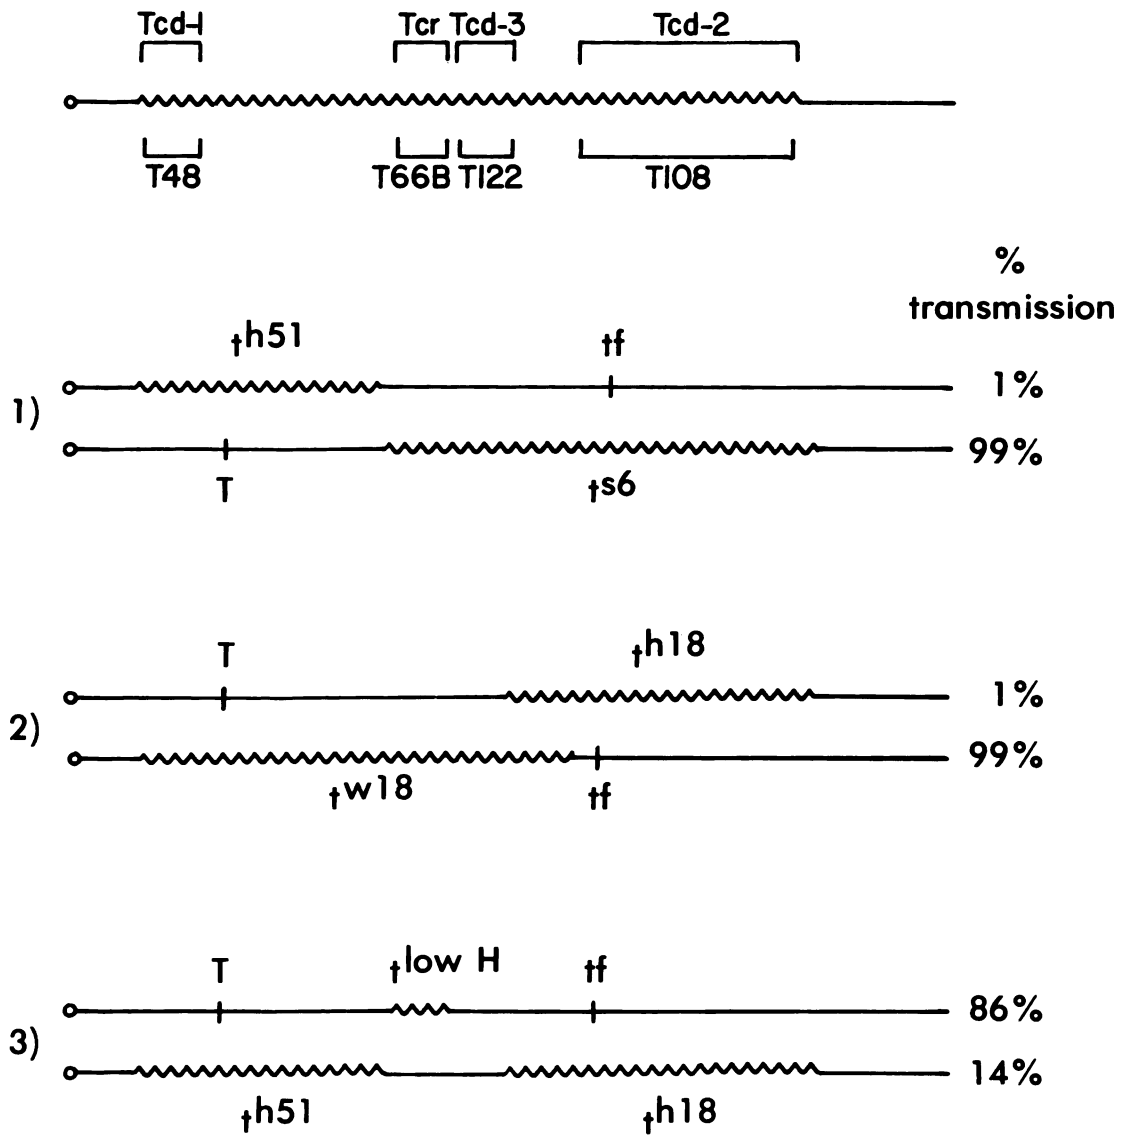 Tcd-1 Tcr Tcd-3 Tcd-2
T48 T66B T122 T108
%
transmission
th51 tf
1%
1)
99%
T ts6
T th18
1%
2)
99%
tw18 tf
T tlow H tf
86%
3)
14%
th51 th18